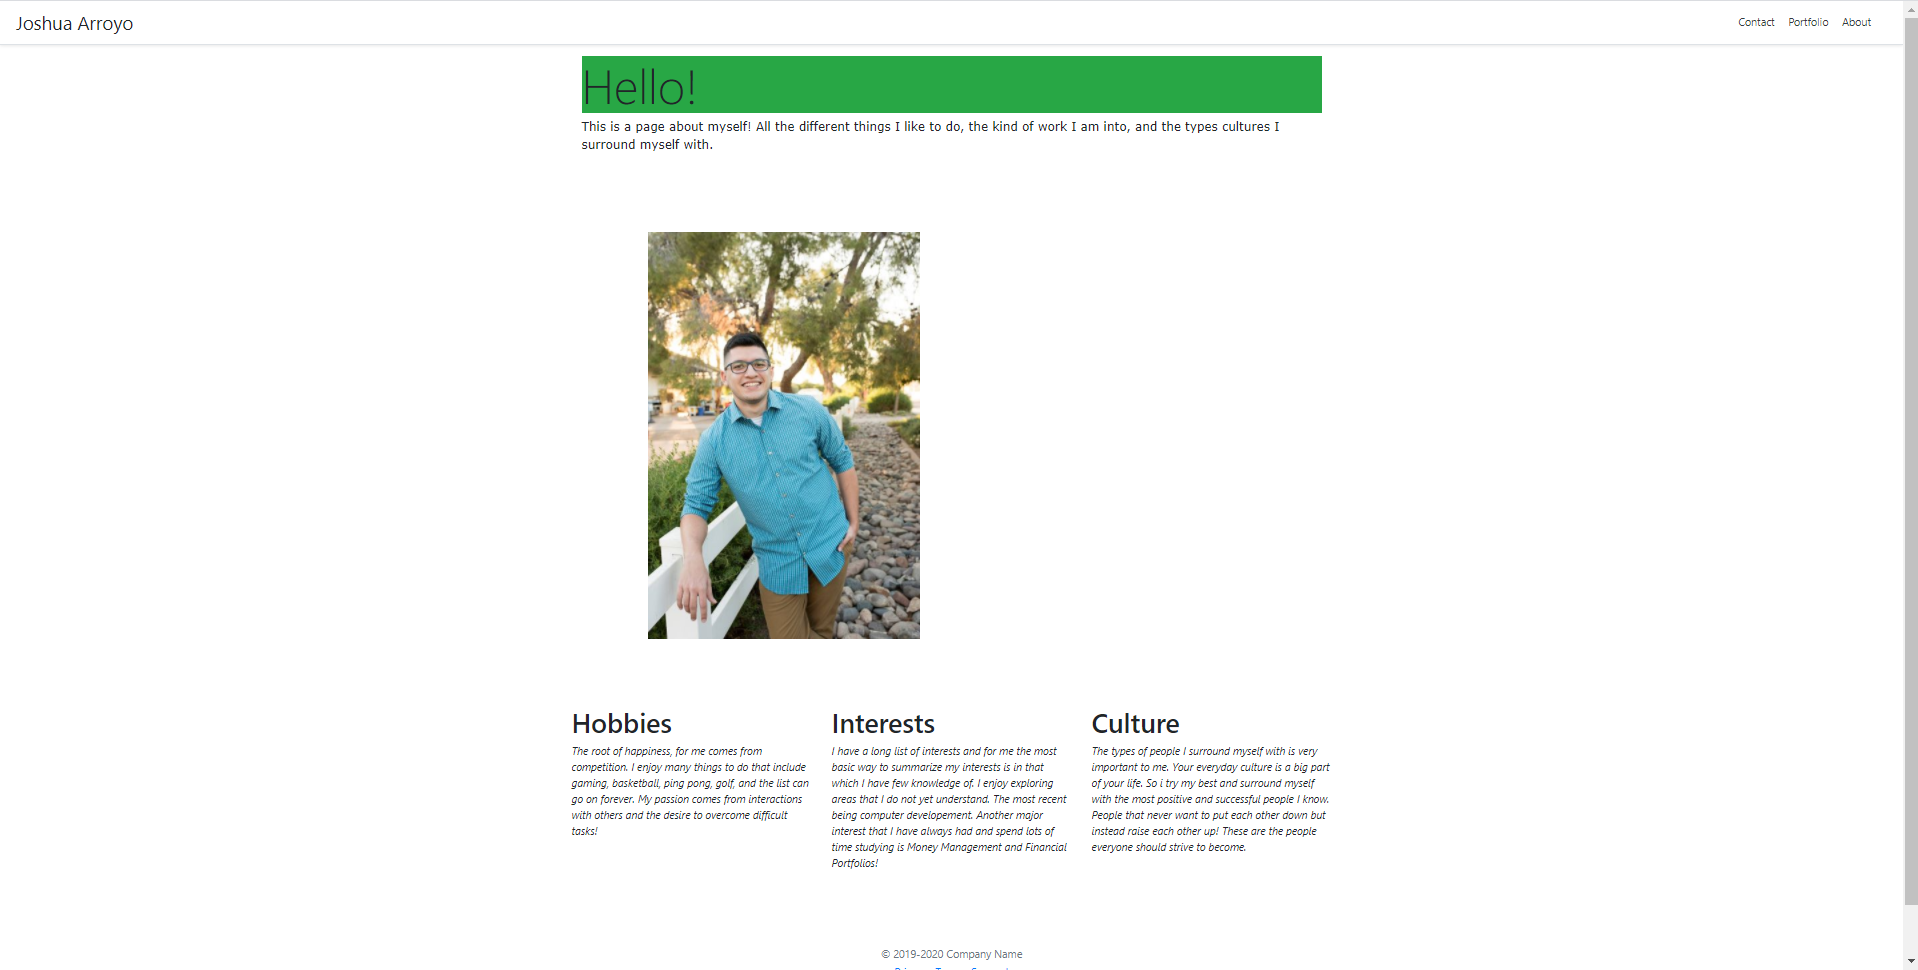 Joshua Arroyo
Contact Portfolio About
Hello!
This is a page about myself! All the different things I like to do, the kind of work I am into, and the types cultures I
surround myself with.
Hobbies
The root of happiness, for me comes from
competition. I enjoy many things to do that include
gaming, basketball, ping pong, golf, and the list can
go on forever. My passion comes from interactions
with others and the desire to overcome difficult
tasks!
Interests
I have a long list of interests and for me the most
basic way to summarize my interests is in that
which I have few knowledge of. I enjoy exploring
areas that I do not yet understand. The most recent
being computer developement. Another major
interest that I have always had and spend lots of
time studying is Money Management and Financial
Portfolios!
Culture
The types of people I surround myself with is very
important to me. Your everyday culture is a big part
of your life. So i try my best and surround myself
with the most positive and successful people I know.
People that never want to put each other down but
instead raise each other up! These are the people
everyone should strive to become.
© 2019-2020 Company Name